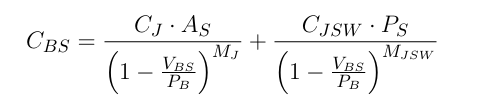 $C_{BS} = \frac{C_J \cdot A_S}{\left(1 - \frac{V_{BS}}{P_B}\right)^{M_J}} + \frac{C_{JSW} \cdot P_S}{\left(1 - \frac{V_{BS}}{P_B}\right)^{M_{JSW}}}$